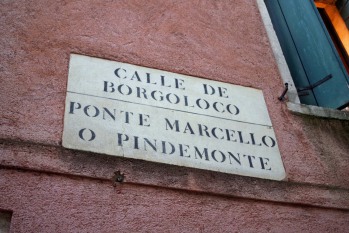 CALLE DE
BORGOLOCO
PONTE MARCELLO
O PINDEMONTE